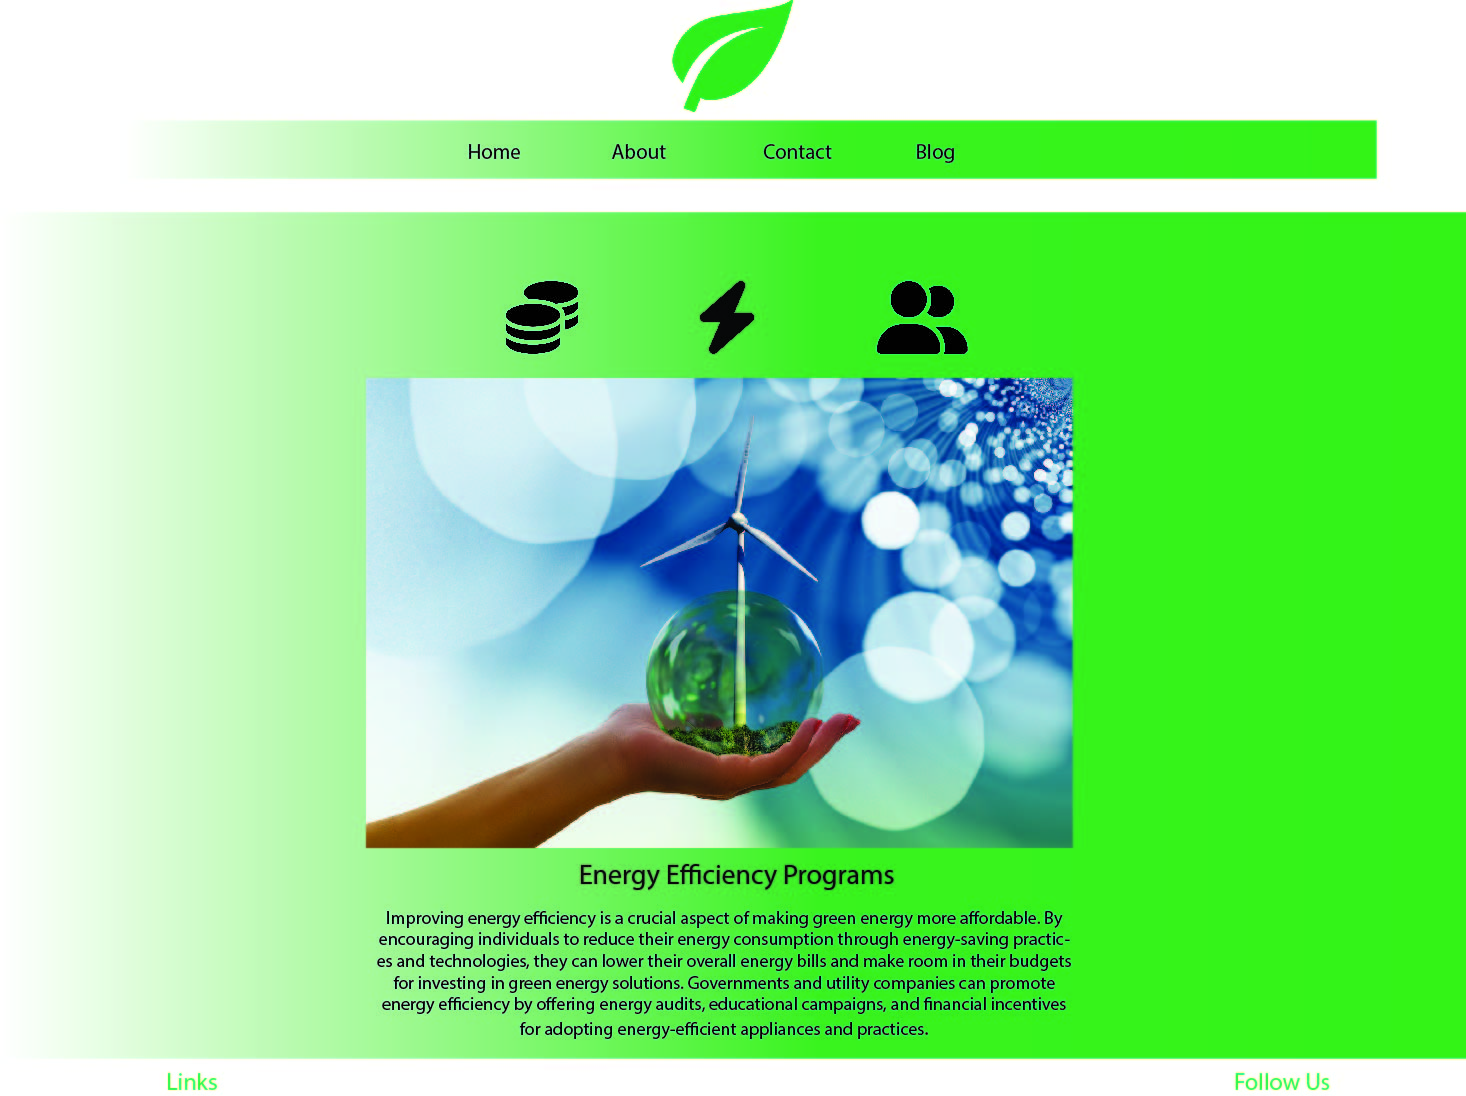 Home About Contact Blog
Energy Efficiency Programs
Improving energy efficiency is a crucial aspect of making green energy more affordable. By
encouraging individuals to reduce their energy consumption through energy-saving practic-
es and technologies, they can lower their overall energy bills and make room in their budgets
for investing in green energy solutions. Governments and utility companies can promote
energy efficiency by offering energy audits, educational campaigns, and financial incentives
for adopting energy-efficient appliances and practices.
Links Follow Us